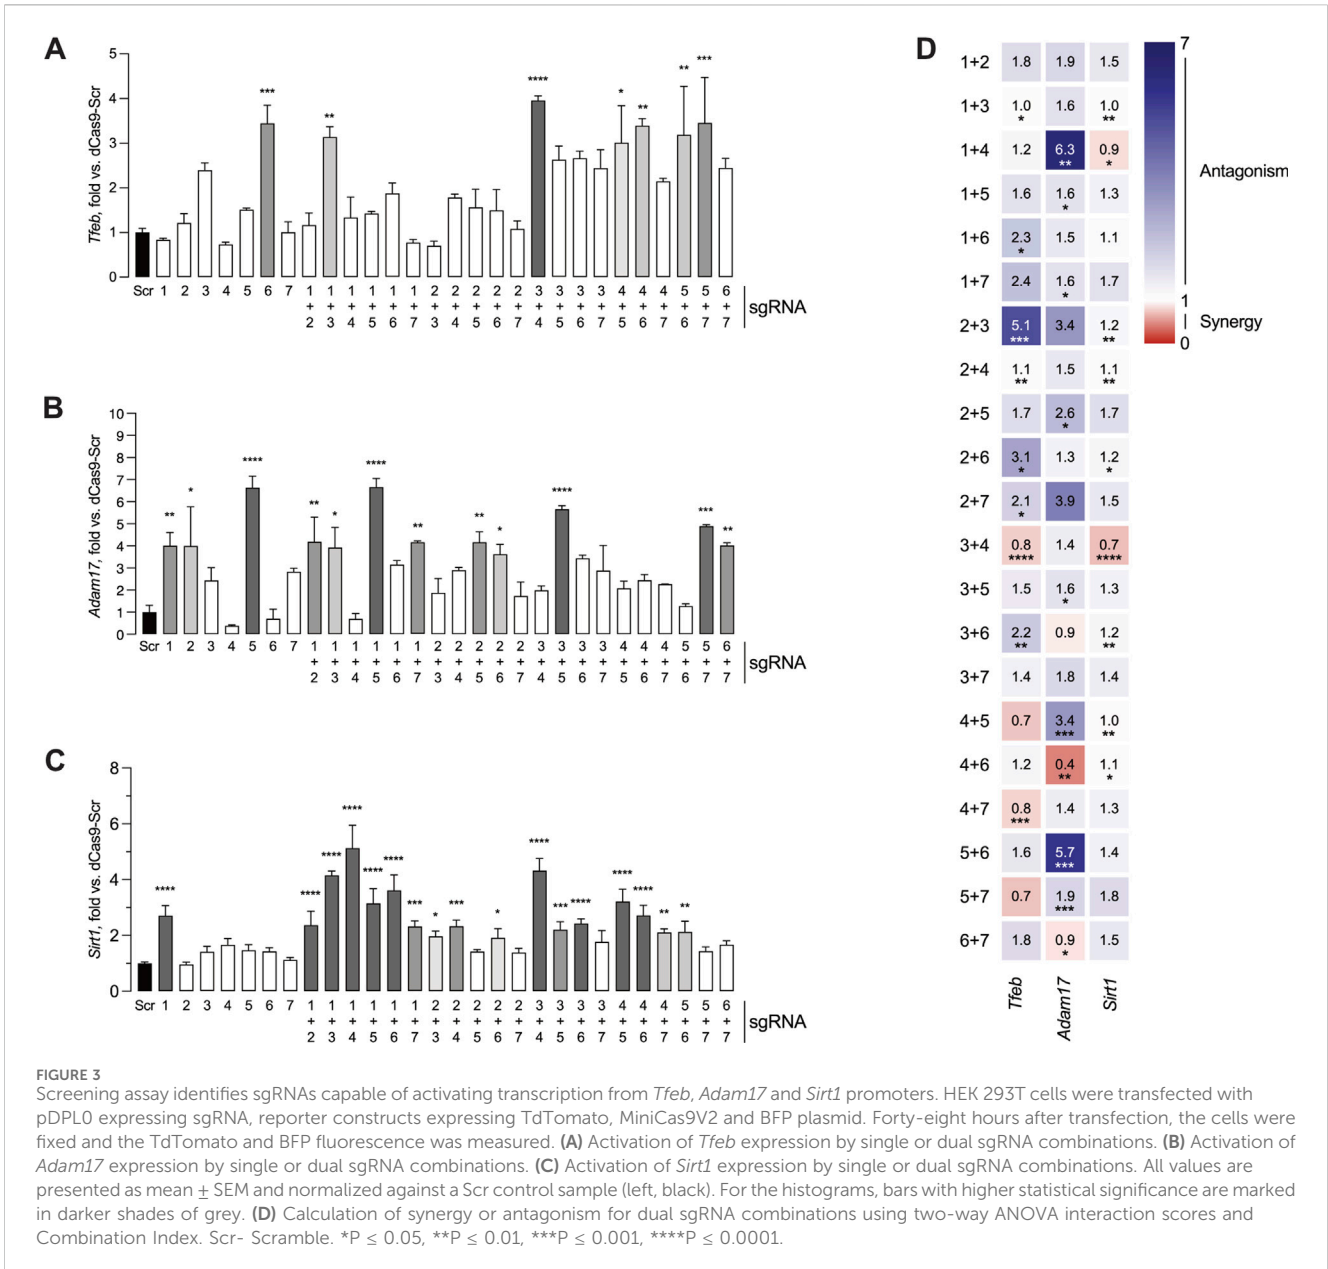 A
Tfeb, fold vs. dCas9-Scr
5
4
3
2
1
0
*** ** **** * ** ** ***
Scr 1 2 3 4 5 6 7 1 1 1 1 1 1 2 2 2 2 2 3 3 3 3 4 4 4 5 5 6
+ + + + + + + + + + + + + + + + + + + + +
2 3 4 5 6 7 3 4 5 6 7 4 5 6 7 5 6 7 6 7 7
sgRNA
B
Adam17, fold vs. dCas9-Scr
10
9
8
7
6
5
4
3
2
1
0
** * **** ** * **** ** ** * **** *** **
Scr 1 2 3 4 5 6 7 1 1 1 1 1 1 2 2 2 2 2 3 3 3 3 4 4 4 5 5 6
+ + + + + + + + + + + + + + + + + + + + +
2 3 4 5 6 7 3 4 5 6 7 4 5 6 7 5 6 7 6 7 7
sgRNA
C
Sirt1, fold vs. dCas9-Scr
8
6
4
2
0
**** **** **** **** **** **** *** * *** * **** *** **** **** **** ** **
Scr 1 2 3 4 5 6 7 1 1 1 1 1 1 2 2 2 2 2 3 3 3 3 4 4 4 5 5 6
+ + + + + + + + + + + + + + + + + + + + +
2 3 4 5 6 7 3 4 5 6 7 4 5 6 7 5 6 7 6 7 7
sgRNA
D
1+2 1.8 1.9 1.5
1+3 1.0 * 1.6 1.0 **
1+4 1.2 6.3 ** 0.9 *
1+5 1.6 1.6 * 1.3
1+6 2.3 * 1.5 1.1
1+7 2.4 1.6 * 1.7
2+3 5.1 *** 3.4 1.2 **
2+4 1.1 ** 1.5 1.1 **
2+5 1.7 2.6 * 1.7
2+6 3.1 * 1.3 1.2 *
2+7 2.1 * 3.9 1.5
3+4 0.8 **** 1.4 0.7 ****
3+5 1.5 1.6 * 1.3
3+6 2.2 ** 0.9 1.2 **
3+7 1.4 1.8 1.4
4+5 0.7 3.4 *** 1.0 **
4+6 1.2 0.4 ** 1.1 *
4+7 0.8 *** 1.4 1.3
5+6 1.6 5.7 *** 1.4
5+7 0.7 1.9 *** 1.8
6+7 1.8 0.9 * 1.5
Tfeb Adam17 Sirt1
7
Antagonism
1
Synergy
0
FIGURE 3
Screening assay identifies sgRNAs capable of activating transcription from Tfeb, Adam17 and Sirt1 promoters. HEK 293T cells were transfected with
pDPL0 expressing sgRNA, reporter constructs expressing TdTomato, MiniCas9V2 and BFP plasmid. Forty-eight hours after transfection, the cells were
fixed and the TdTomato and BFP fluorescence was measured. (A) Activation of Tfeb expression by single or dual sgRNA combinations. (B) Activation of
Adam17 expression by single or dual sgRNA combinations. (C) Activation of Sirt1 expression by single or dual sgRNA combinations. All values are
presented as mean ± SEM and normalized against a Scr control sample (left, black). For the histograms, bars with higher statistical significance are marked
in darker shades of grey. (D) Calculation of synergy or antagonism for dual sgRNA combinations using two-way ANOVA interaction scores and
Combination Index. Scr- Scramble. *P ≤ 0.05, **P ≤ 0.01, ***P ≤ 0.001, ****P ≤ 0.0001.